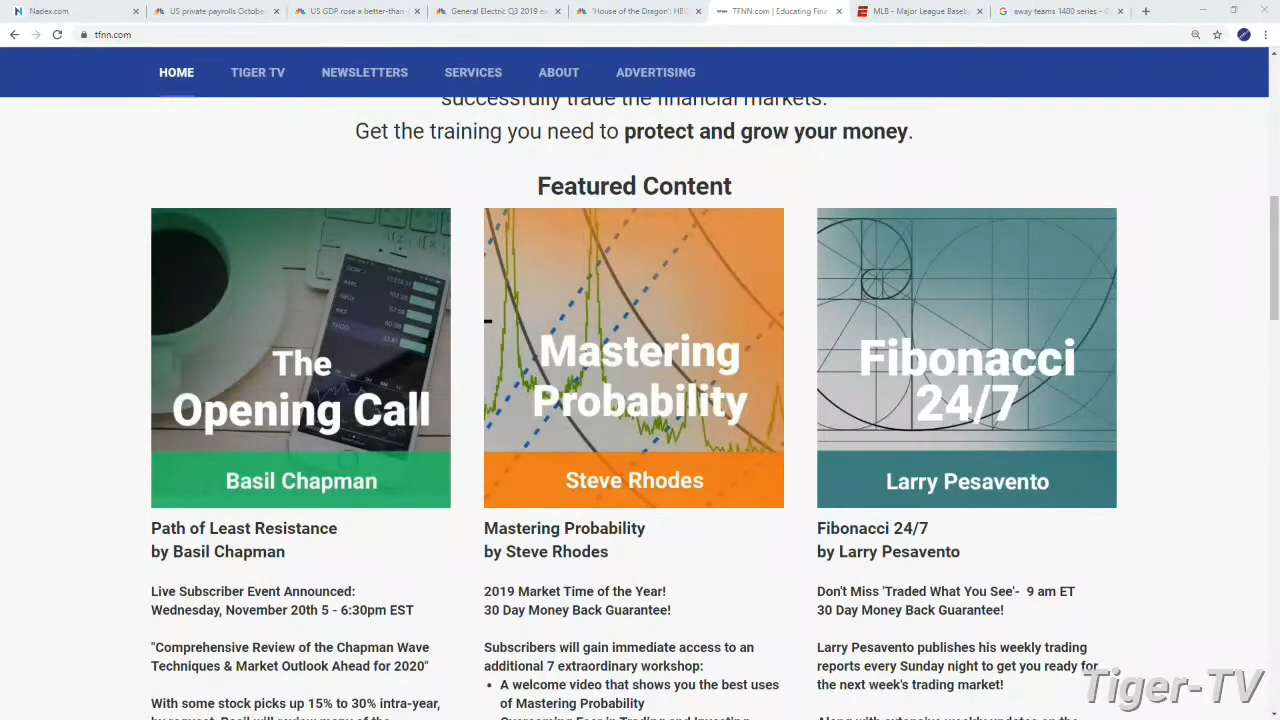 Nadex.com
US private payrolls Octobe
US GDP rose a better-than-
General Electric Q3 2019 e
'House of the Dragon': HBO
TFNN.com | Educating Fina
MLB - Major League Baseb
away teams 1400 series - G
tfnn.com
HOME TIGER TV NEWSLETTERS SERVICES ABOUT ADVERTISING
successfully trade the financial markets.
Get the training you need to protect and grow your money.
Featured Content
The
Opening Call
Basil Chapman
Mastering
Probability
Steve Rhodes
Fibonacci
24/7
Larry Pesavento
Path of Least Resistance
by Basil Chapman
Live Subscriber Event Announced:
Wednesday, November 20th 5 - 6:30pm EST
"Comprehensive Review of the Chapman Wave
Techniques & Market Outlook Ahead for 2020"
With some stock picks up 15% to 30% intra-year,
Mastering Probability
by Steve Rhodes
2019 Market Time of the Year!
30 Day Money Back Guarantee!
Subscribers will gain immediate access to an
additional 7 extraordinary workshop:
• A welcome video that shows you the best uses
of Mastering Probability
Fibonacci 24/7
by Larry Pesavento
Don't Miss 'Traded What You See'- 9 am ET
30 Day Money Back Guarantee!
Larry Pesavento publishes his weekly trading
reports every Sunday night to get you ready for
the next week's trading market!
Tiger-TV